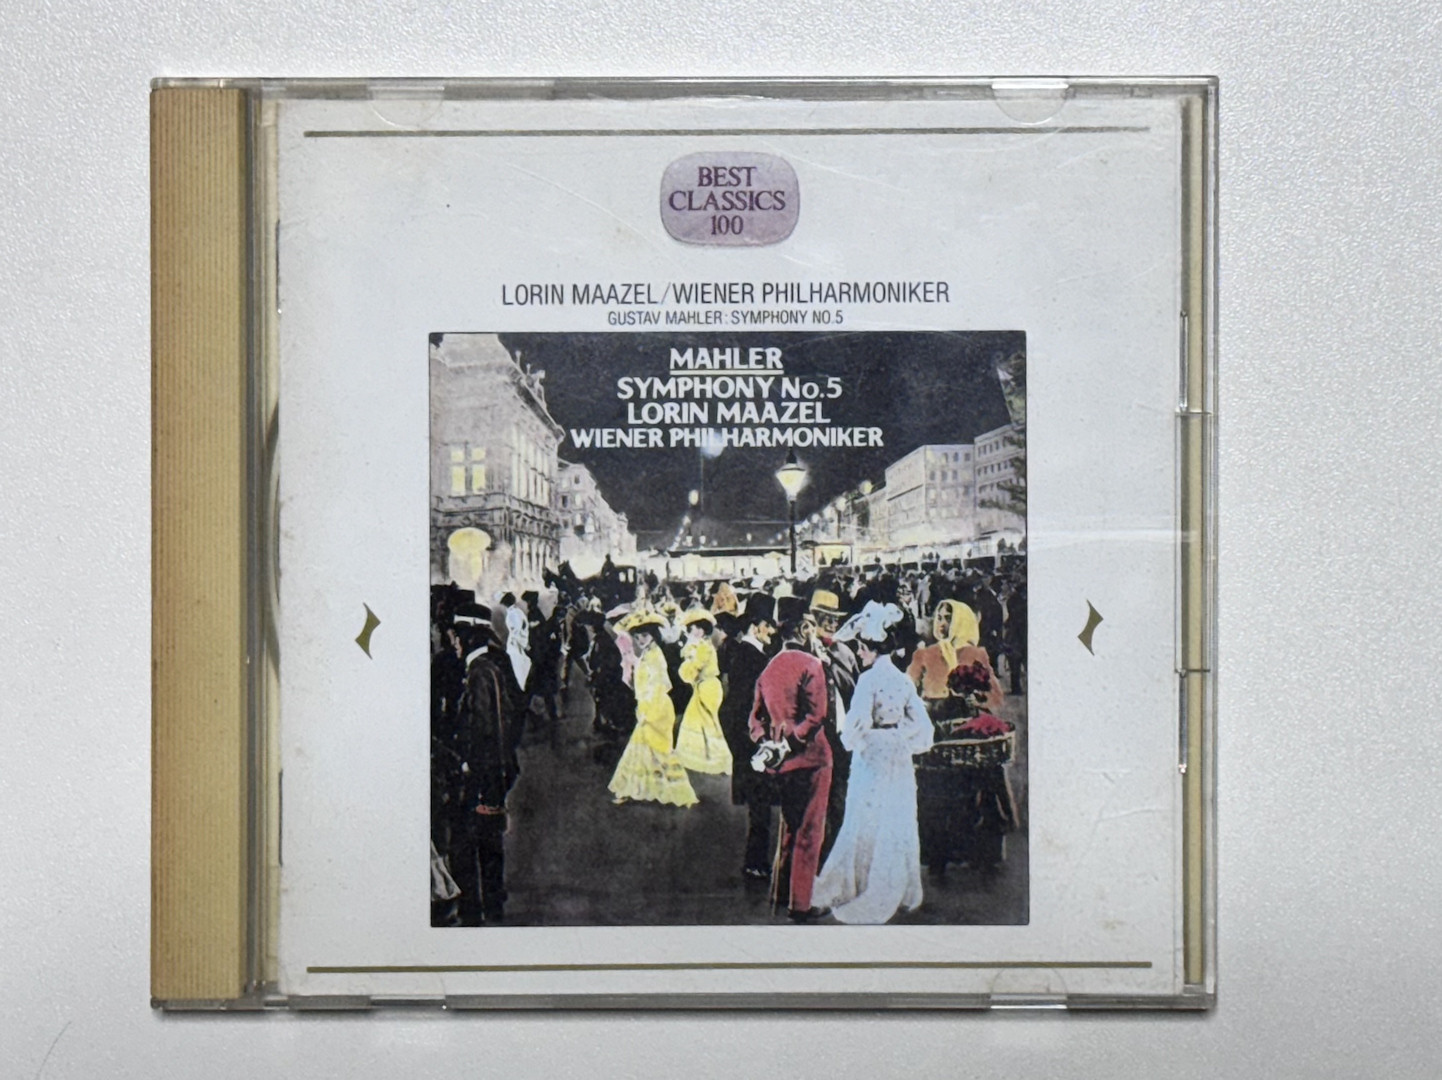 BEST
CLASSICS
100
LORIN MAAZEL/WIENER PHILHARMONIKER
GUSTAV MAHLER: SYMPHONY NO.5
MAHLER
SYMPHONY No.5
LORIN MAAZEL
WIENER PHILHARMONIKER